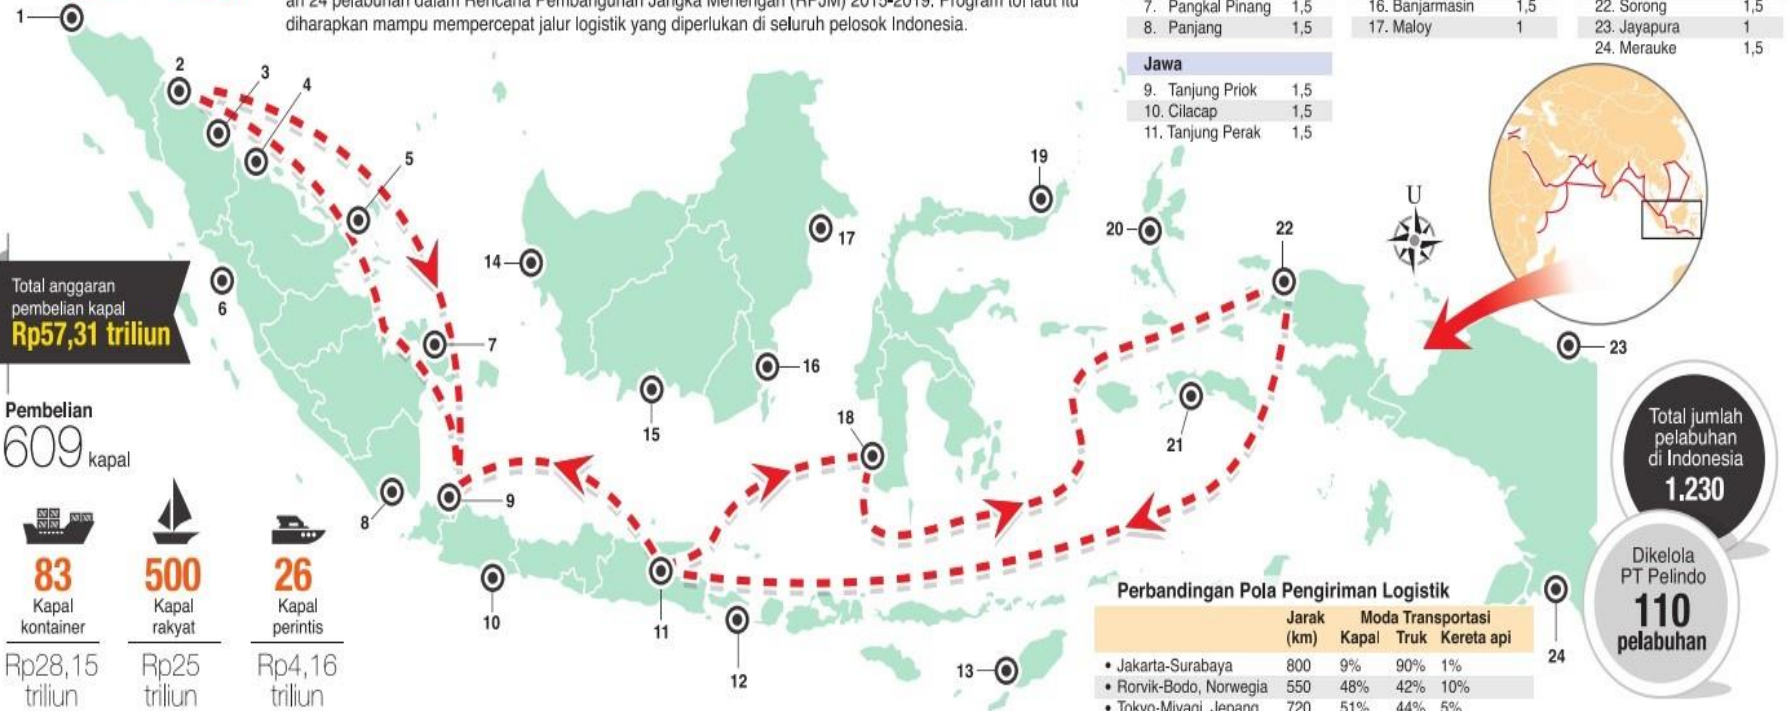 an 24 pelabuhan dalam Rencana Pembangunan Jangka Menengah (RPJM) 2015-2019. Program tol laut itu
diharapkan mampu mempercepat jalur logistik yang diperlukan di seluruh pelosok Indonesia.
7. Pangkal Pinang 1,5
8. Panjang 1,5
Jawa
9. Tanjung Priok 1,5
10. Cilacap 1,5
11. Tanjung Perak 1,5
16. Banjarmasin 1,5
17. Maloy 1
22. Sorong 1,5
23. Jayapura 1
24. Merauke 1,5
1
2
3
4
5
6
7
8
9
10
11
12
13
14
15
16
17
18
19
20
21
22
23
24
U
Total anggaran
pembelian kapal
Rp57,31 triliun
Pembelian
609 kapal
83
Kapal
kontainer
Rp28,15
triliun
500
Kapal
rakyat
Rp25
triliun
26
Kapal
perintis
Rp4,16
triliun
Total jumlah
pelabuhan
di Indonesia
1.230
Dikelola
PT Pelindo
110
pelabuhan
Perbandingan Pola Pengiriman Logistik
Jarak Moda Transportasi
(km) Kapal Truk Kereta api
• Jakarta-Surabaya 800 9% 90% 1%
• Rorvik-Bodo, Norwegia 550 48% 42% 10%
• Tokyo-Miyagi, Jepang 720 51% 44% 5%